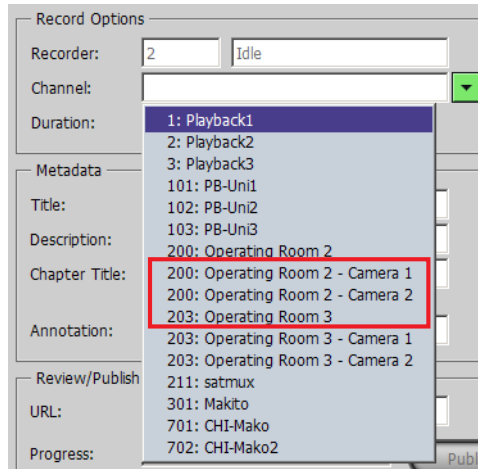 Record Options
Recorder: 2 Idle
Channel:
Duration:
1: Playback1
2: Playback2
3: Playback3
101: PB-Uni1
102: PB-Uni2
103: PB-Uni3
200: Operating Room 2
200: Operating Room 2 - Camera 1
200: Operating Room 2 - Camera 2
203: Operating Room 3
203: Operating Room 3 - Camera 1
203: Operating Room 3 - Camera 2
211: satmux
301: Makito
701: CHI-Mako
702: CHI-Mako2
Metadata
Title:
Description:
Chapter Title:
Annotation:
Review/Publish
URL:
Progress:
Publ